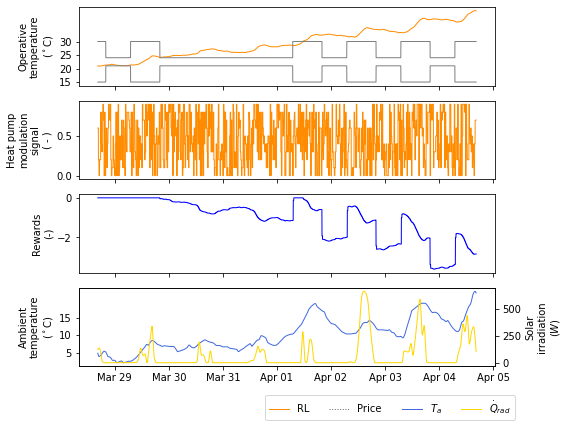 Operative
temperature
(°C)
30
25
20
15
Heat pump
modulation
signal
( - )
0.5
0.0
Rewards
(-)
0
−2
Ambient
temperature
(°C)
15
10
5
500
250
0
Solar
irradiation
(W)
Mar 29 Mar 30 Mar 31 Apr 01 Apr 02 Apr 03 Apr 04 Apr 05
RL Price Tₐ Q̇rad